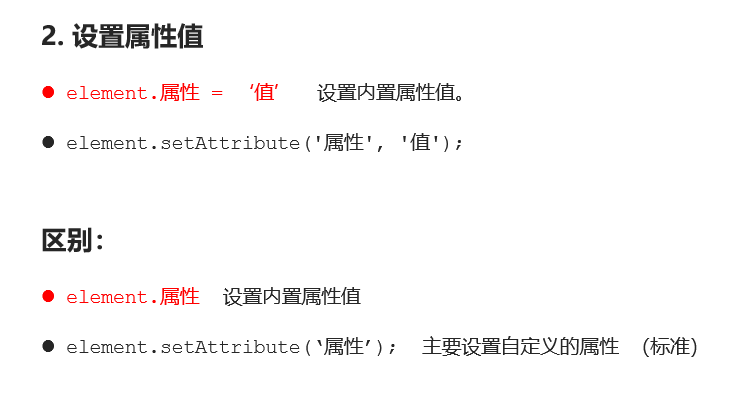 2. 设置属性值
● element.属性 = ‘值’ 设置内置属性值。
● element.setAttribute('属性', '值');
区别：
● element.属性 设置内置属性值
● element.setAttribute(‘属性’); 主要设置自定义的属性 （标准）